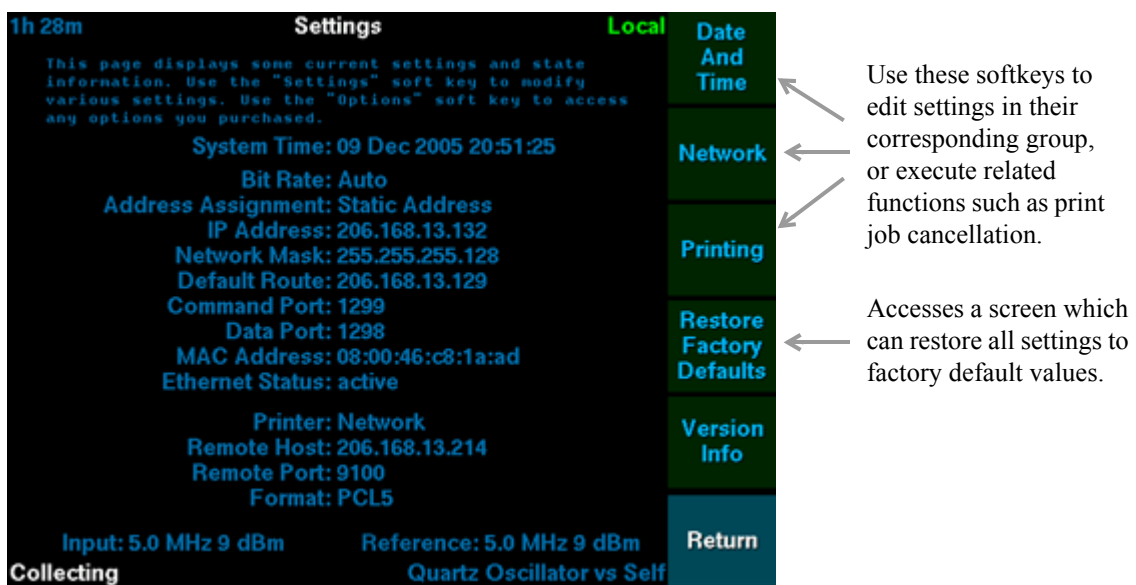 1h 28m Settings Local
This page displays some current settings and state
information. Use the "Settings" soft key to modify
various settings. Use the "Options" soft key to access
any options you purchased.
System Time: 09 Dec 2005 20:51:25
Bit Rate: Auto
Address Assignment: Static Address
IP Address: 206.168.13.132
Network Mask: 255.255.255.128
Default Route: 206.168.13.129
Command Port: 1299
Data Port: 1298
MAC Address: 08:00:46:c8:1a:ad
Ethernet Status: active
Printer: Network
Remote Host: 206.168.13.214
Remote Port: 9100
Format: PCL5
Input: 5.0 MHz 9 dBm Reference: 5.0 MHz 9 dBm
Collecting Quartz Oscillator vs Self
Date
And
Time
Network
Printing
Restore
Factory
Defaults
Version
Info
Return
Use these softkeys to
edit settings in their
corresponding group,
or execute related
functions such as print
job cancellation.
Accesses a screen which
can restore all settings to
factory default values.